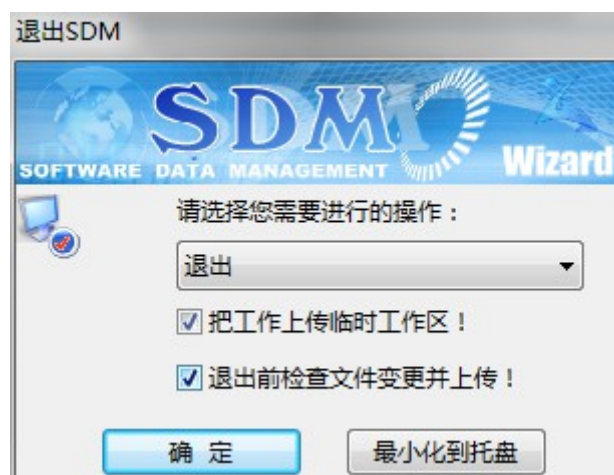 退出SDM
SDM
SOFTWARE DATA MANAGEMENT
Wizard
请选择您需要进行的操作：
退出
把工作上传临时工作区！
退出前检查文件变更并上传！
确 定
最小化到托盘